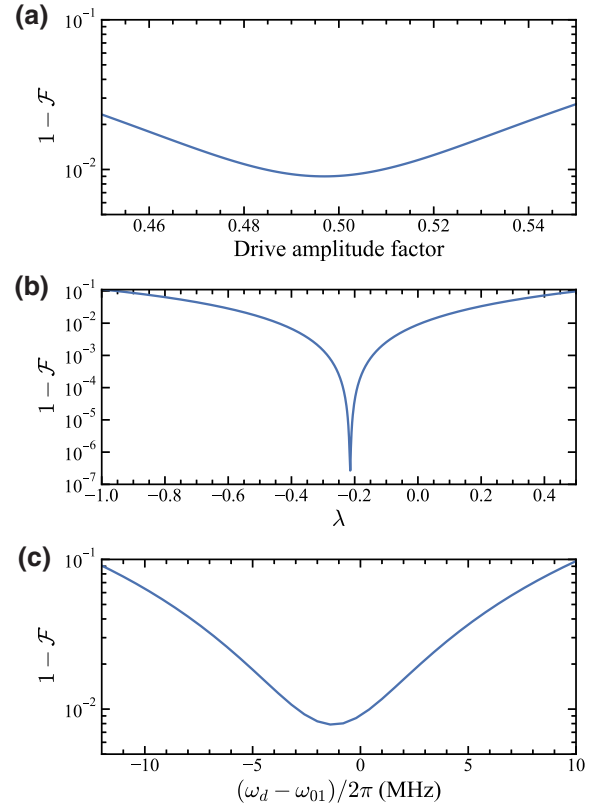 (a)
10⁻¹
10⁻²
1 − ℱ
0.46 0.48 0.50 0.52 0.54
Drive amplitude factor
(b)
10⁻¹
10⁻²
10⁻³
10⁻⁴
10⁻⁵
10⁻⁶
10⁻⁷
1 − ℱ
−1.0 −0.8 −0.6 −0.4 −0.2 0.0 0.2 0.4
λ
(c)
10⁻¹
10⁻²
1 − ℱ
−10 −5 0 5 10
(ω_d − ω₀₁)/2π (MHz)